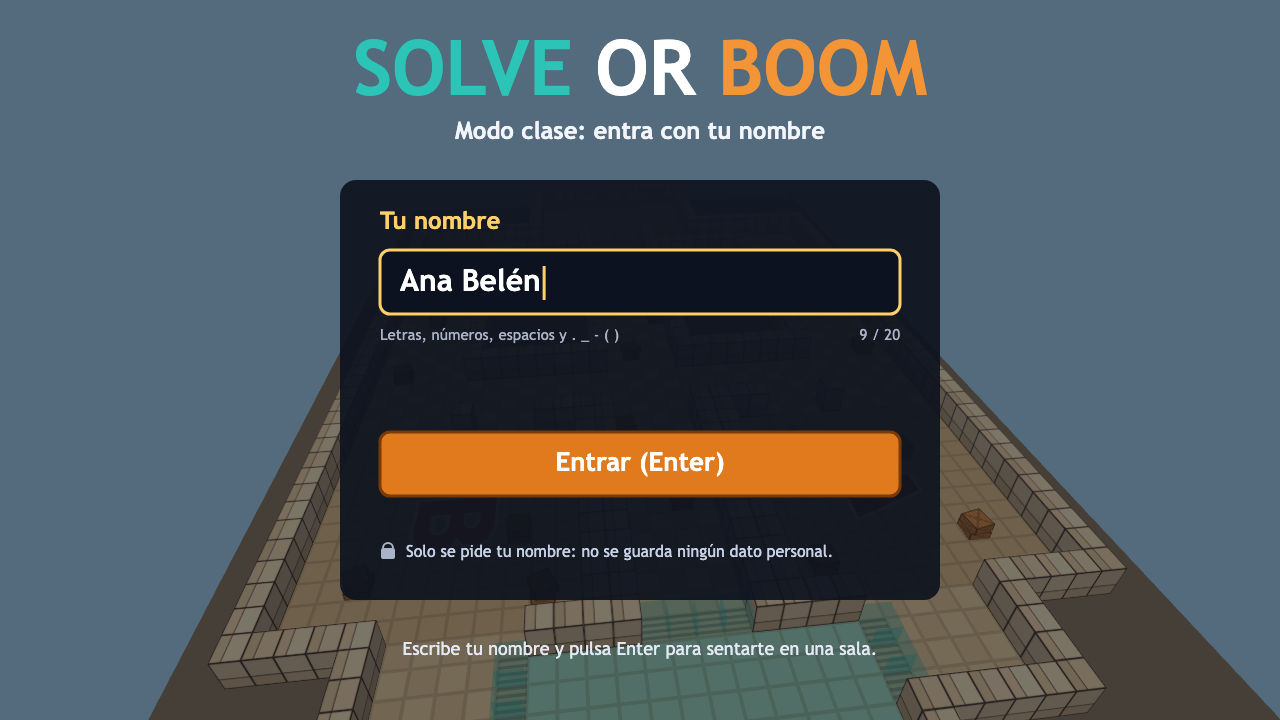 SOLVE OR BOOM
Modo clase: entra con tu nombre
Tu nombre
Ana Belén
Letras, números, espacios y . _ - ( )
9 / 20
Entrar (Enter)
Solo se pide tu nombre: no se guarda ningún dato personal.
Escribe tu nombre y pulsa Enter para sentarte en una sala.